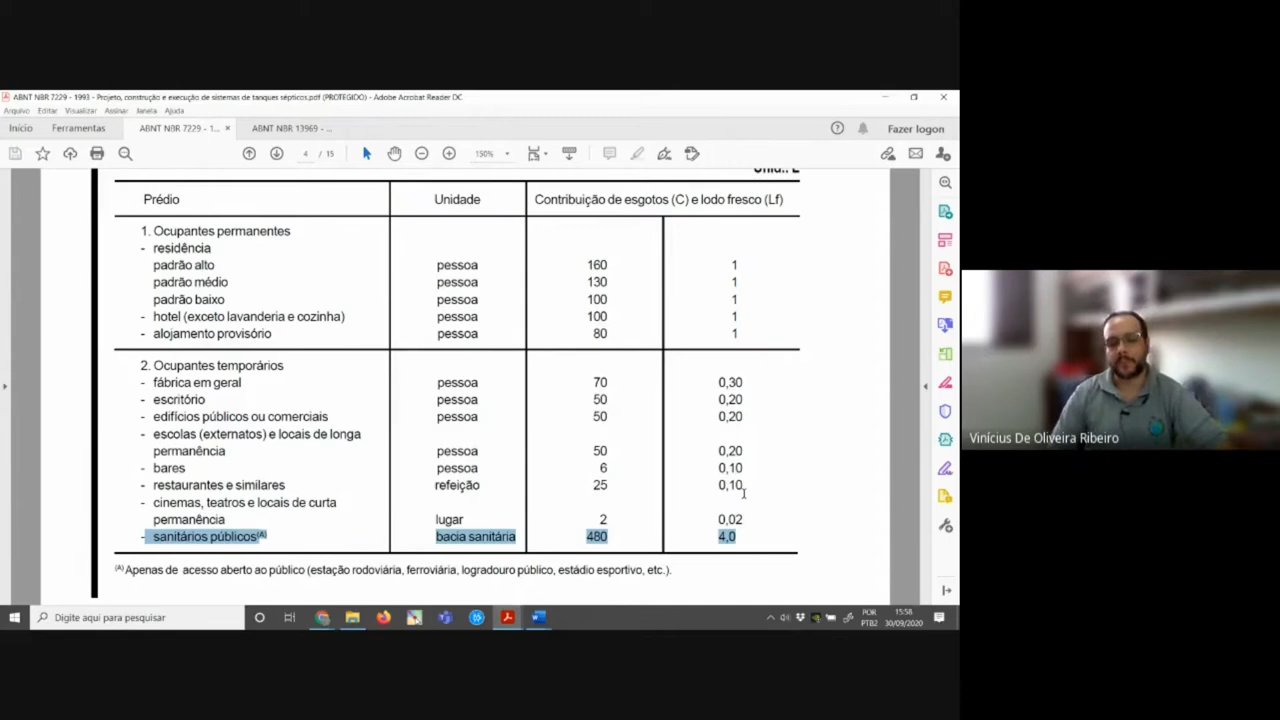 ABNT NBR 7229 - 1993 - Projeto, construção e execução de sistemas de tanques sépticos.pdf (PROTEGIDO) - Adobe Acrobat Reader DC
Arquivo Editar Visualizar Assinar Janela Ajuda
Início Ferramentas ABNT NBR 7229 - 1... × ABNT NBR 13969 - ... Fazer logon
4 / 15 150%
Prédio Unidade Contribuição de esgotos (C) e lodo fresco (Lf)
1. Ocupantes permanentes
- residência
padrão alto pessoa 160 1
padrão médio pessoa 130 1
padrão baixo pessoa 100 1
- hotel (exceto lavanderia e cozinha) pessoa 100 1
- alojamento provisório pessoa 80 1
2. Ocupantes temporários
- fábrica em geral pessoa 70 0,30
- escritório pessoa 50 0,20
- edifícios públicos ou comerciais pessoa 50 0,20
- escolas (externatos) e locais de longa
permanência pessoa 50 0,20
- bares pessoa 6 0,10
- restaurantes e similares refeição 25 0,10
- cinemas, teatros e locais de curta
permanência lugar 2 0,02
- sanitários públicos(A) bacia sanitária 480 4,0
(A) Apenas de acesso aberto ao público (estação rodoviária, ferroviária, logradouro público, estádio esportivo, etc.).
Vinícius De Oliveira Ribeiro
Digite aqui para pesquisar
POR 15:58
PTB2 30/09/2020